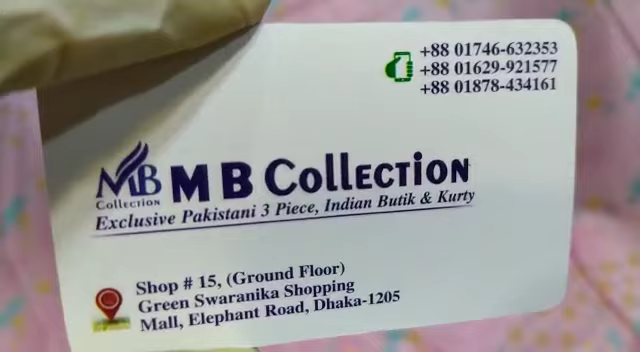 +88 01746-632353
+88 01629-921577
+88 01878-434161
MB
Collection
M B CoLLECTiON
Exclusive Pakistani 3 Piece, Indian Butik & Kurty
Shop # 15, (Ground Floor)
Green Swaranika Shopping
Mall, Elephant Road, Dhaka-1205